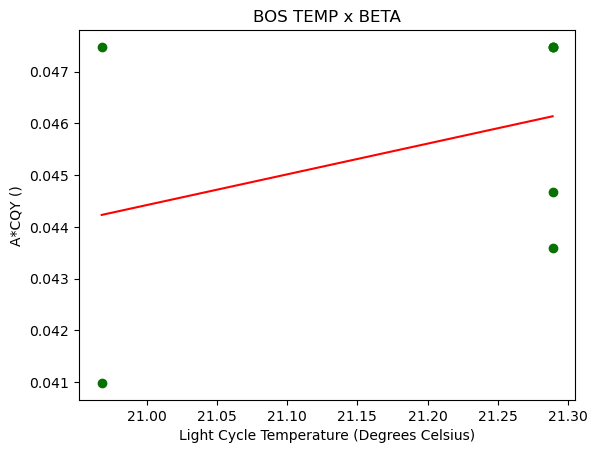 BOS TEMP x BETA
0.047
0.046
0.045
0.044
0.043
0.042
0.041
A*CQY ()
21.00 21.05 21.10 21.15 21.20 21.25 21.30
Light Cycle Temperature (Degrees Celsius)